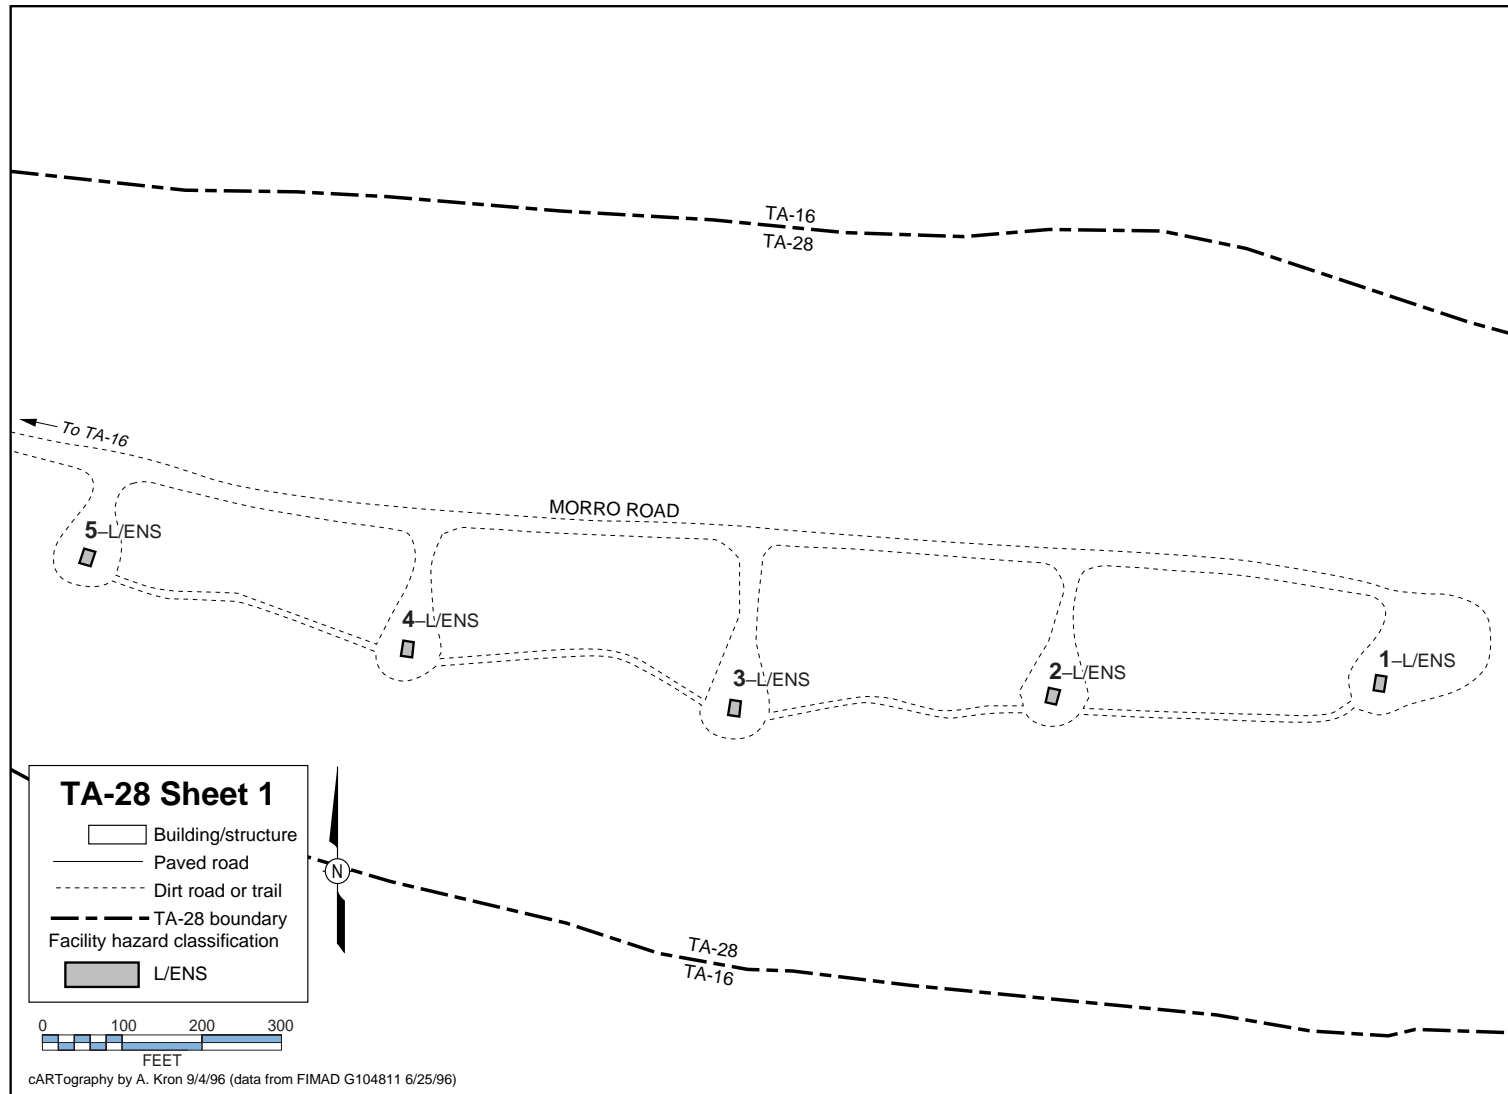 TA-16
TA-28
To TA-16
MORRO ROAD
5–L/ENS
4–L/ENS
3–L/ENS
2–L/ENS
1–L/ENS
TA-28 Sheet 1
Building/structure
Paved road
Dirt road or trail
TA-28 boundary
Facility hazard classification
L/ENS
N
TA-28
TA-16
0 100 200 300
FEET
cARTography by A. Kron 9/4/96 (data from FIMAD G104811 6/25/96)